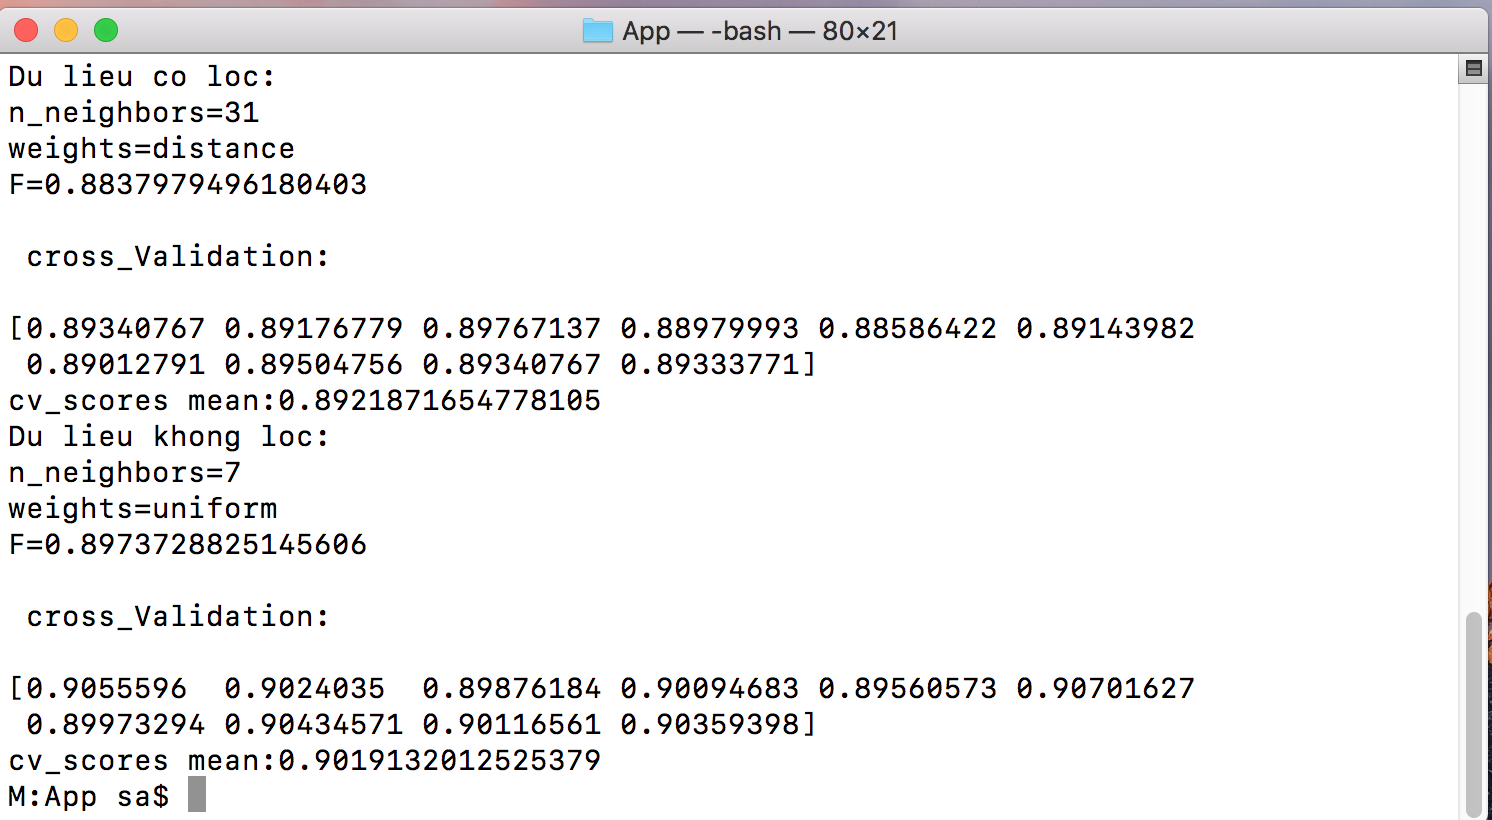 App — -bash — 80×21
Du lieu co loc:
n_neighbors=31
weights=distance
F=0.8837979496180403
cross_Validation:
[0.89340767 0.89176779 0.89767137 0.88979993 0.88586422 0.89143982
0.89012791 0.89504756 0.89340767 0.89333771]
cv_scores mean:0.8921871654778105
Du lieu khong loc:
n_neighbors=7
weights=uniform
F=0.8973728825145606
cross_Validation:
[0.9055596  0.9024035  0.89876184 0.90094683 0.89560573 0.90701627
0.89973294 0.90434571 0.90116561 0.90359398]
cv_scores mean:0.9019132012525379
M:App sa$